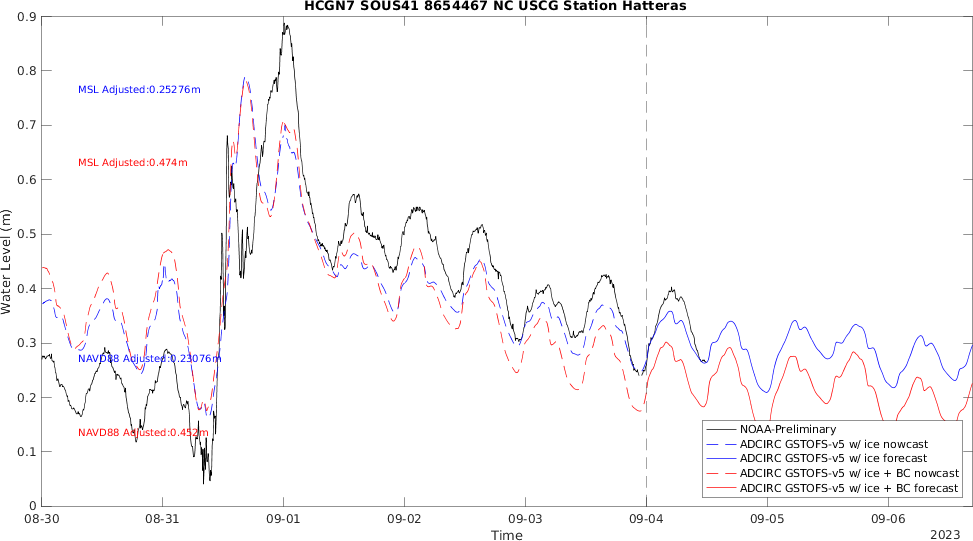 HCGN7 SOUS41 8654467 NC USCG Station Hatteras
0.9
0.8
0.7
0.6
0.5
0.4
0.3
0.2
0.1
0
Water Level (m)
MSL Adjusted:0.25276m
MSL Adjusted:0.474m
NAVD88 Adjusted:0.23076m
NAVD88 Adjusted:0.452m
NOAA-Preliminary
ADCIRC GSTOFS-v5 w/ ice nowcast
ADCIRC GSTOFS-v5 w/ ice forecast
ADCIRC GSTOFS-v5 w/ ice + BC nowcast
ADCIRC GSTOFS-v5 w/ ice + BC forecast
08-30 08-31 09-01 09-02 09-03 09-04 09-05 09-06
Time
2023